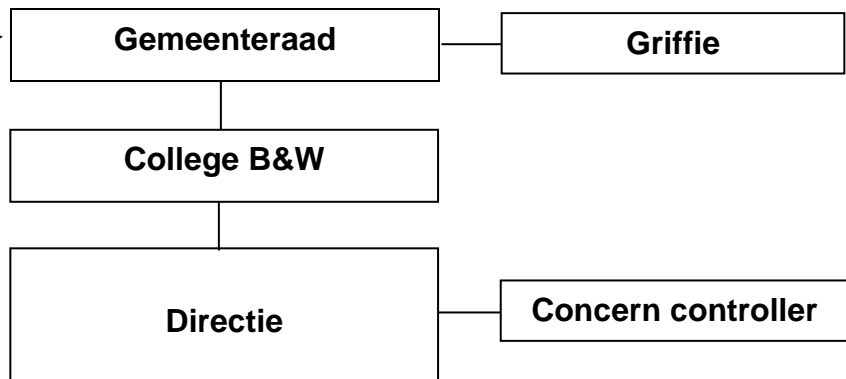 Gemeenteraad
Griffie
College B&W
Directie
Concern controller